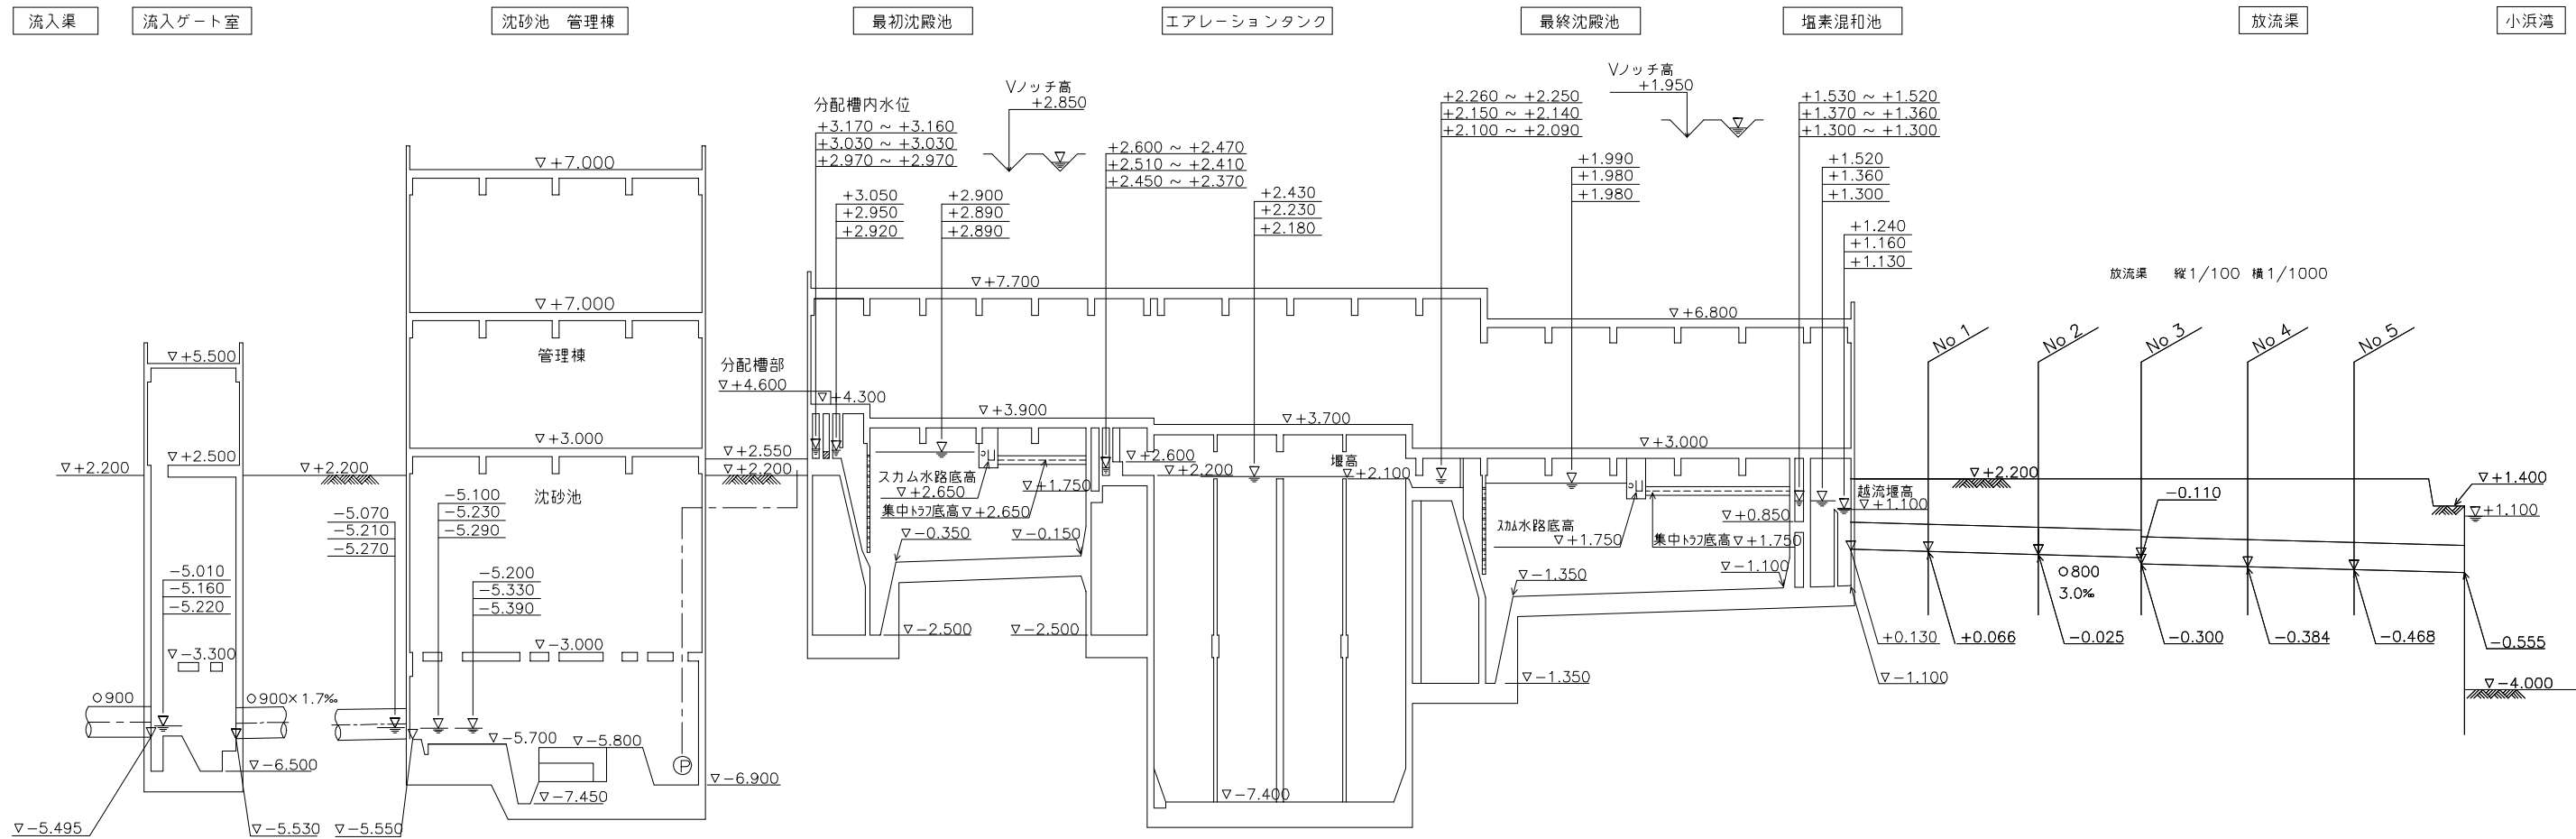 流入渠
流入ゲート室
沈砂池 管理棟
最初沈殿池
エアレーションタンク
最終沈殿池
塩素混和池
放流渠
小浜湾
Vノッチ高
+2.850
Vノッチ高
+1.950
分配槽内水位
+3.170 ~ +3.160
+3.030 ~ +3.030
+2.970 ~ +2.970
+3.050
+2.950
+2.920
+2.900
+2.890
+2.890
+2.600 ~ +2.470
+2.510 ~ +2.410
+2.450 ~ +2.370
+2.430
+2.230
+2.180
+2.260 ~ +2.250
+2.150 ~ +2.140
+2.100 ~ +2.090
+1.990
+1.980
+1.980
+1.530 ~ +1.520
+1.370 ~ +1.360
+1.300 ~ +1.300
+1.520
+1.360
+1.300
+1.240
+1.160
+1.130
放流渠 縦1/100 横1/1000
▽+7.000
▽+7.000
管理棟
▽+3.000
沈砂池
▽+5.500
▽+2.500
▽+2.200
▽+2.200
▽+7.700
▽+6.800
分配槽部
▽+4.600
▽+4.300
▽+3.900
▽+3.700
▽+3.000
▽+2.550
▽+2.200
▽+2.600
▽+2.200
堰高
▽+2.100
スカム水路底高
▽+2.650
▽+1.750
集中トラフ底高▽+2.650
▽-0.350
▽-0.150
▽-2.500
▽-2.500
スカム水路底高
▽+1.750
集中トラフ底高▽+1.750
▽+0.850
▽-1.100
▽-1.350
▽-1.350
越流堰高
▽+1.100
No 1
No 2
No 3
No 4
No 5
▽+2.200
-0.110
▽+1.400
▽+1.100
○800
3.0‰
+0.130
+0.066
-0.025
-0.300
-0.384
-0.468
-0.555
▽-1.100
▽-4.000
-5.070
-5.210
-5.270
-5.100
-5.230
-5.290
-5.010
-5.160
-5.220
-5.200
-5.330
-5.390
▽-3.000
▽-3.300
○900
○900×1.7‰
▽-5.700
▽-5.800
P
▽-6.500
▽-6.900
▽-7.450
▽-7.400
▽-5.495
▽-5.530
▽-5.550